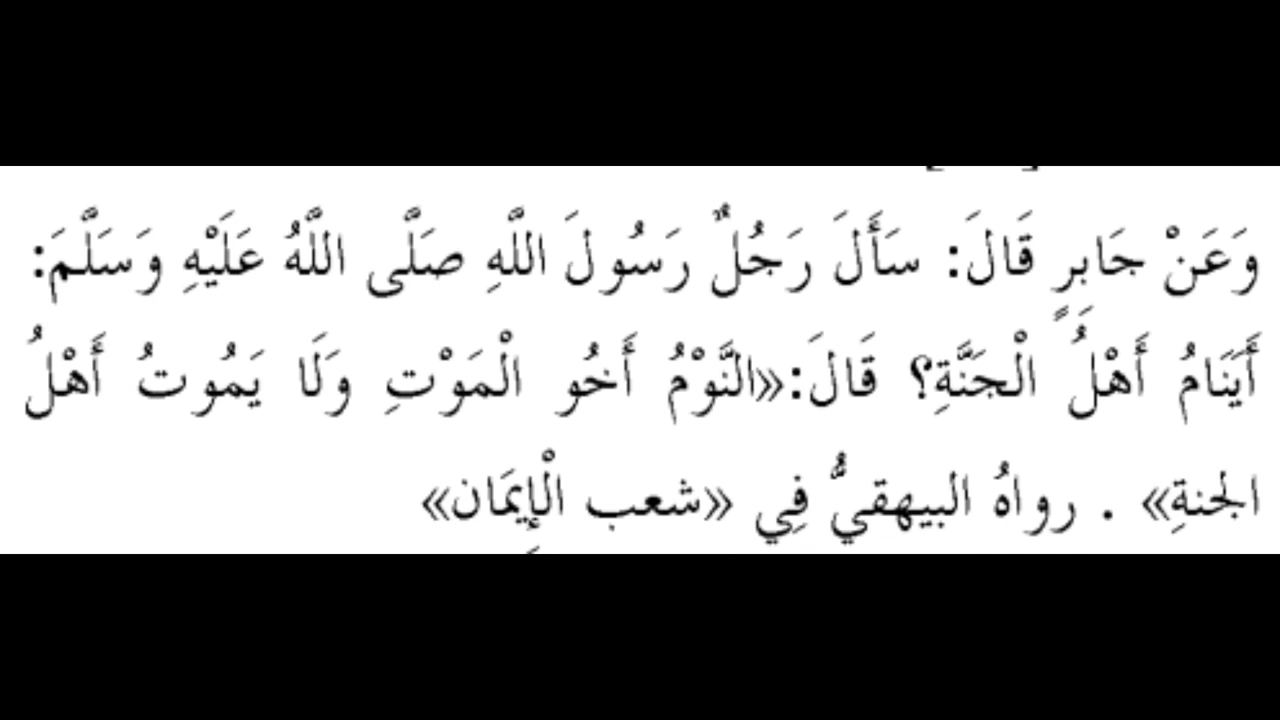 وَعَنْ جَابِرٍ قَالَ: سَأَلَ رَجُلٌ رَسُولَ اللَّهِ صَلَّى اللَّهُ عَلَيْهِ وَسَلَّمَ:
أَيَنَامُ أَهْلُ الْجَنَّةِ؟ قَالَ:«النَّوْمُ أَخُو الْمَوْتِ وَلَا يَمُوتُ أَهْلُ
الجنةِ» . رواهُ البيهقيُّ فِي «شعب الْإِيمَان»